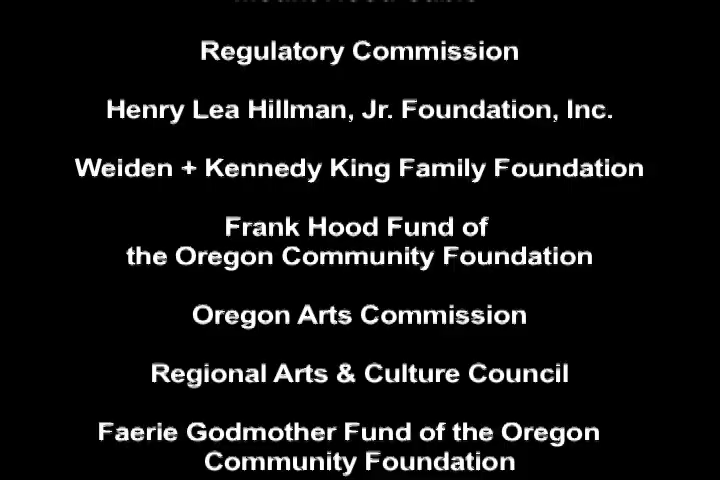 Regulatory Commission
Henry Lea Hillman, Jr. Foundation, Inc.
Weiden + Kennedy King Family Foundation
Frank Hood Fund of
the Oregon Community Foundation
Oregon Arts Commission
Regional Arts & Culture Council
Faerie Godmother Fund of the Oregon
Community Foundation